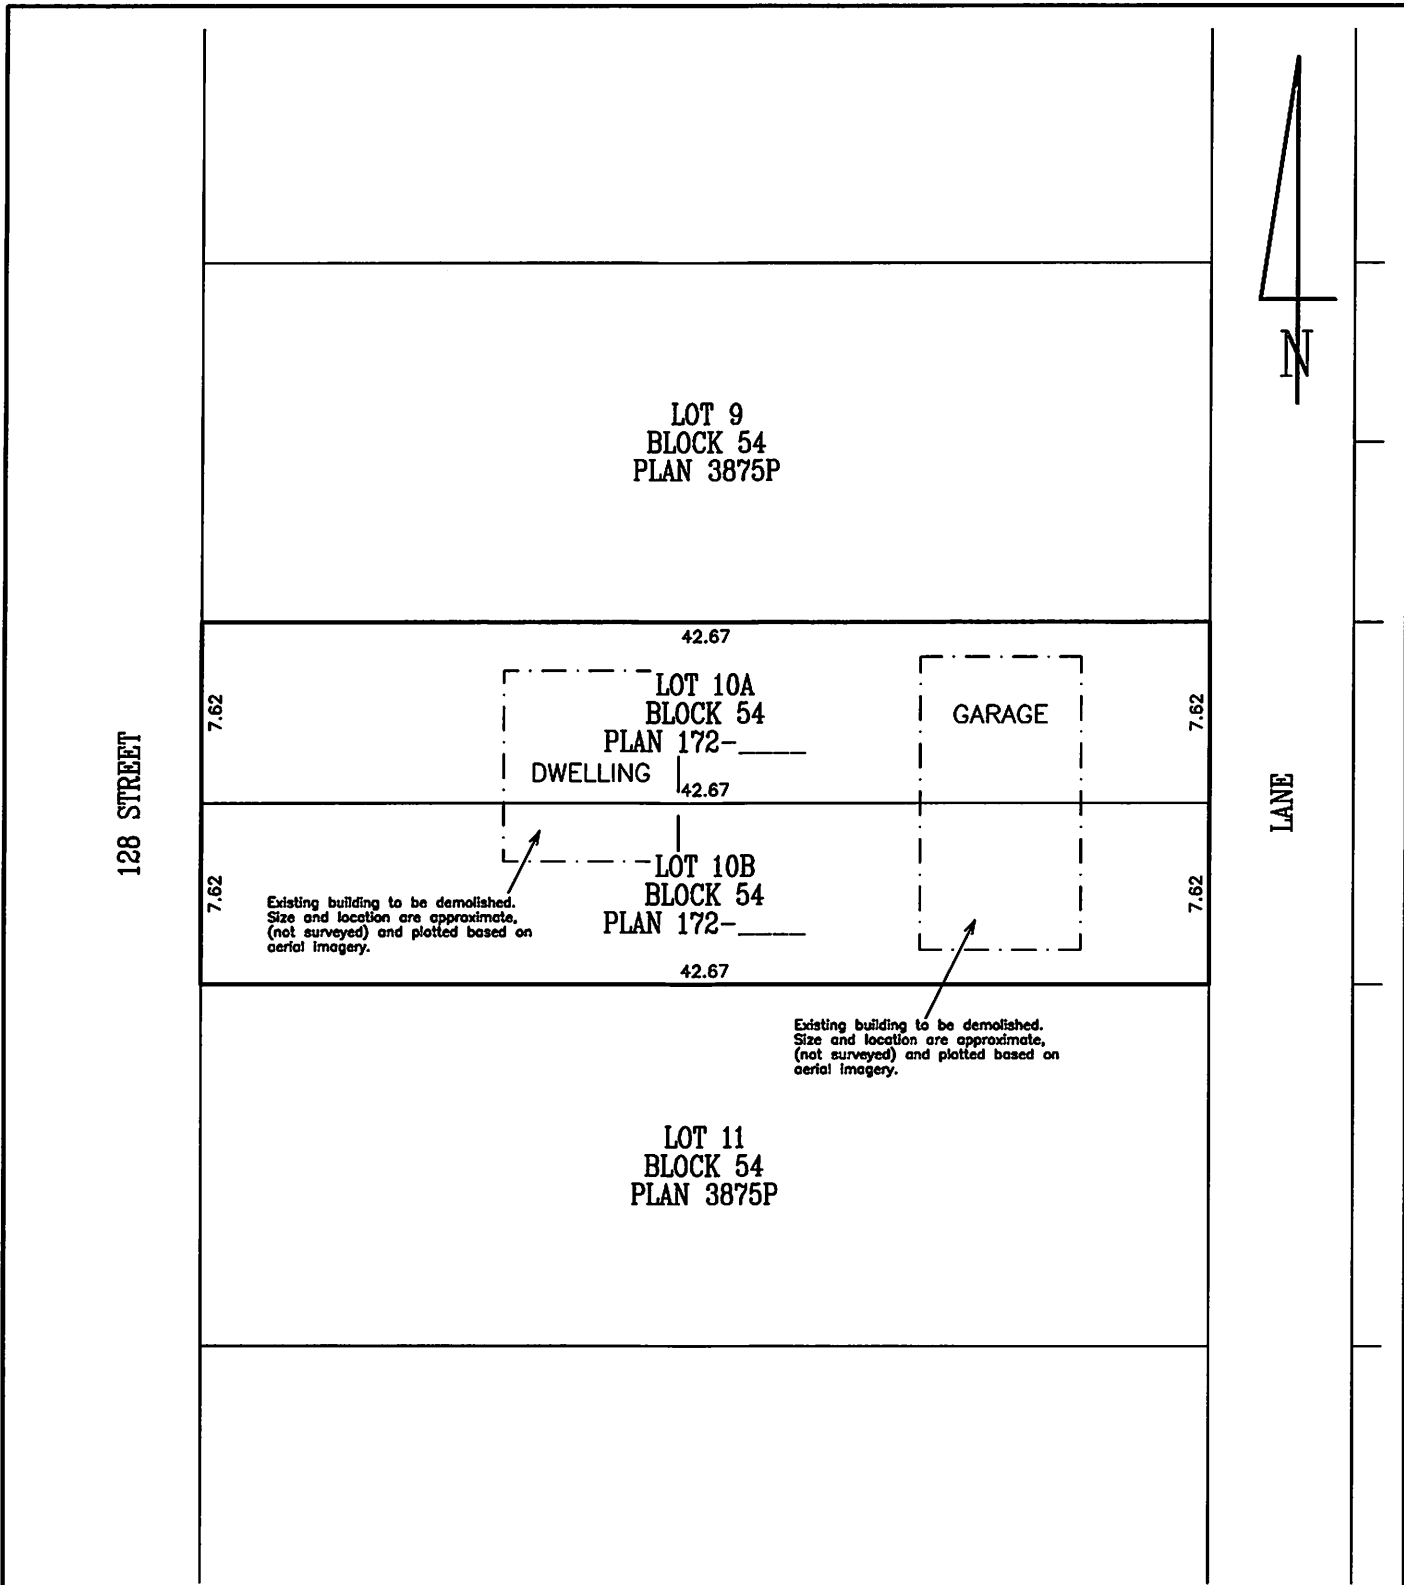 N
LOT 9
BLOCK 54
PLAN 3875P
42.67
7.62
LOT 10A
BLOCK 54
PLAN 172-____
GARAGE
7.62
DWELLING
42.67
128 STREET
LANE
7.62
LOT 10B
BLOCK 54
PLAN 172-____
7.62
Existing building to be demolished.
Size and location are approximate,
(not surveyed) and plotted based on
aerial imagery.
42.67
Existing building to be demolished.
Size and location are approximate,
(not surveyed) and plotted based on
aerial imagery.
LOT 11
BLOCK 54
PLAN 3875P